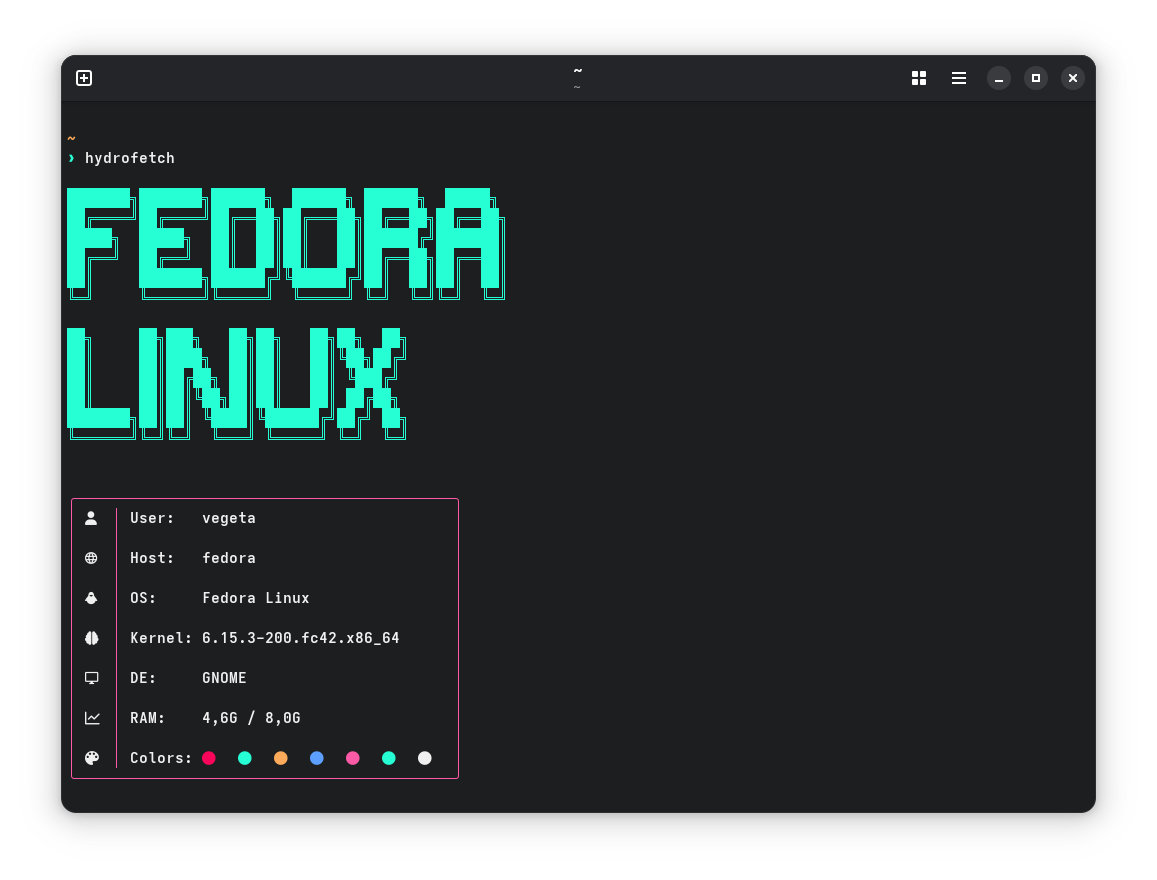 ~
~
~
› hydrofetch
FEDORA
LINUX
User: vegeta
Host: fedora
OS: Fedora Linux
Kernel: 6.15.3-200.fc42.x86_64
DE: GNOME
RAM: 4,6G / 8,0G
Colors: